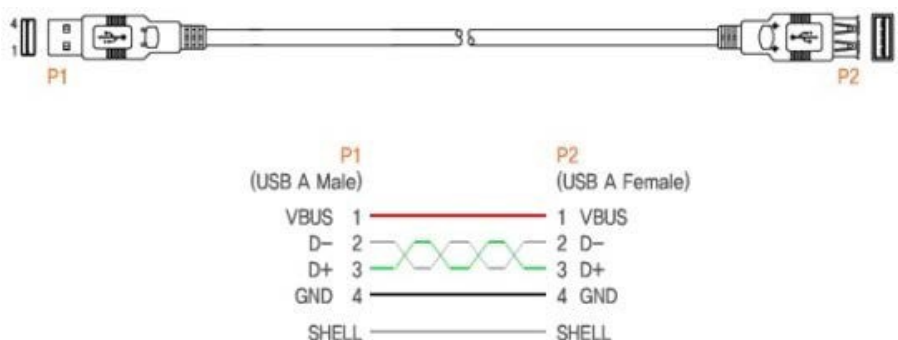 4
1
P1
P2
P1 P2
(USB A Male) (USB A Female)
VBUS 1 1 VBUS
D- 2 2 D-
D+ 3 3 D+
GND 4 4 GND
SHELL SHELL